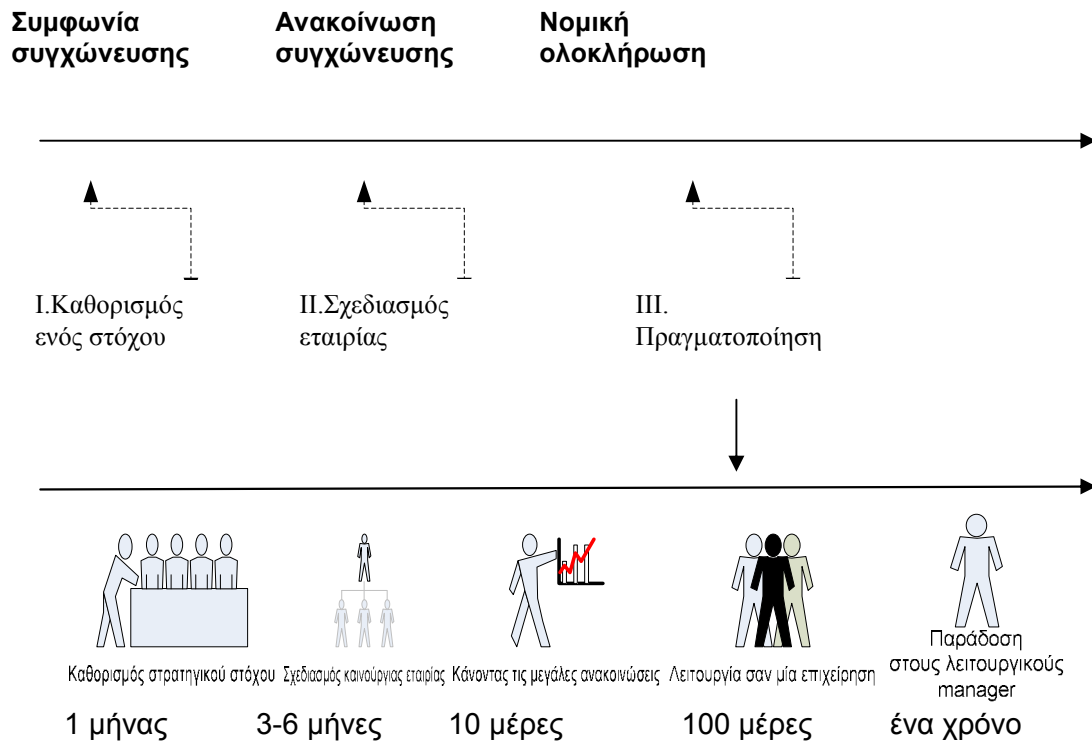 Συμφωνία
συγχώνευσης
Ανακοίνωση
συγχώνευσης
Νομική
ολοκλήρωση
I.Καθορισμός
ενός στόχου
II.Σχεδιασμός
εταιρίας
III.
Πραγματοποίηση
Καθορισμός στρατηγικού στόχου
Σχεδιασμός καινούργιας εταιρίας
Κάνοντας τις μεγάλες ανακοινώσεις
Λειτουργία σαν μία επιχείρηση
Παράδοση
στους λειτουργικούς
manager
1 μήνας
3-6 μήνες
10 μέρες
100 μέρες
ένα χρόνο